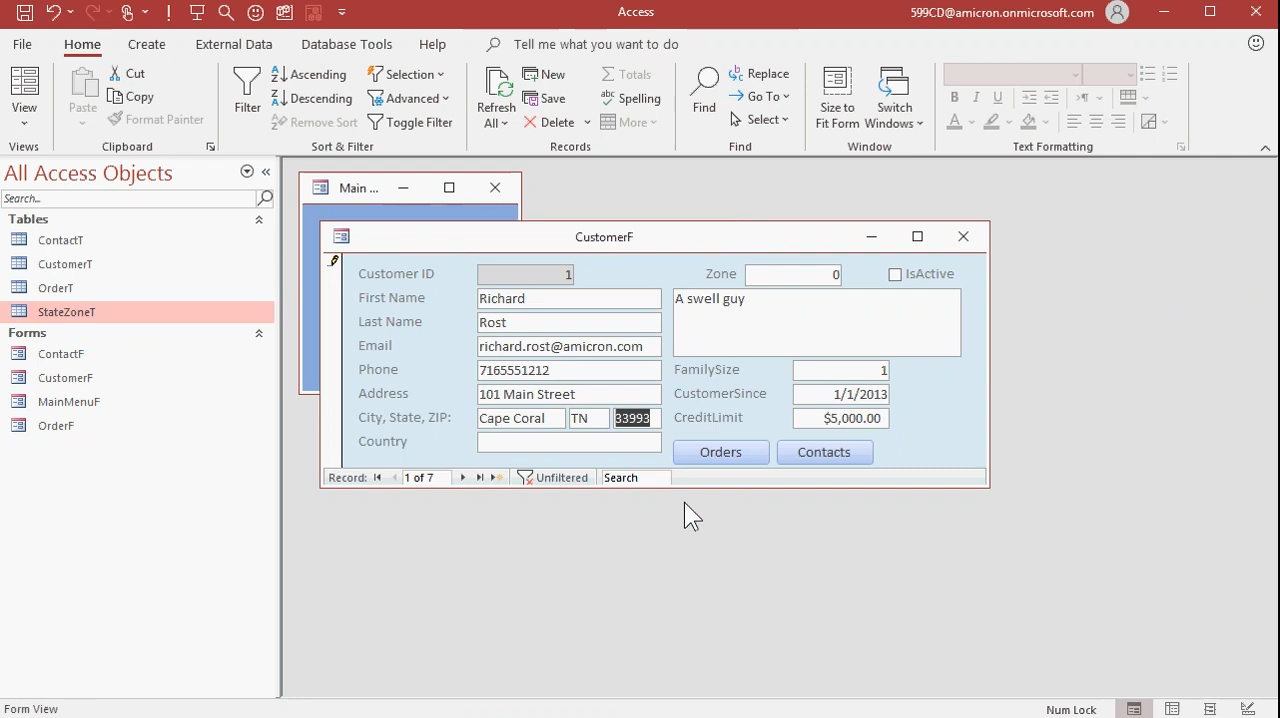 Access
599CD@amicron.onmicrosoft.com
File Home Create External Data Database Tools Help Tell me what you want to do
View
Views
Paste
Cut
Copy
Format Painter
Clipboard
Filter
Ascending
Descending
Remove Sort
Selection
Advanced
Toggle Filter
Sort & Filter
Refresh
All
New
Save
Delete
Totals
Spelling
More
Records
Find
Replace
Go To
Select
Find
Size to
Fit Form
Switch
Windows
Window
B I U
A
Text Formatting
All Access Objects
Search...
Tables
ContactT
CustomerT
OrderT
StateZoneT
Forms
ContactF
CustomerF
MainMenuF
OrderF
Main ...
CustomerF
Customer ID 1 Zone 0 IsActive
First Name Richard A swell guy
Last Name Rost
Email richard.rost@amicron.com
Phone 7165551212 FamilySize 1
Address 101 Main Street CustomerSince 1/1/2013
City, State, ZIP: Cape Coral TN 33993 CreditLimit $5,000.00
Country Orders Contacts
Record: 1 of 7 Unfiltered Search
Form View Num Lock